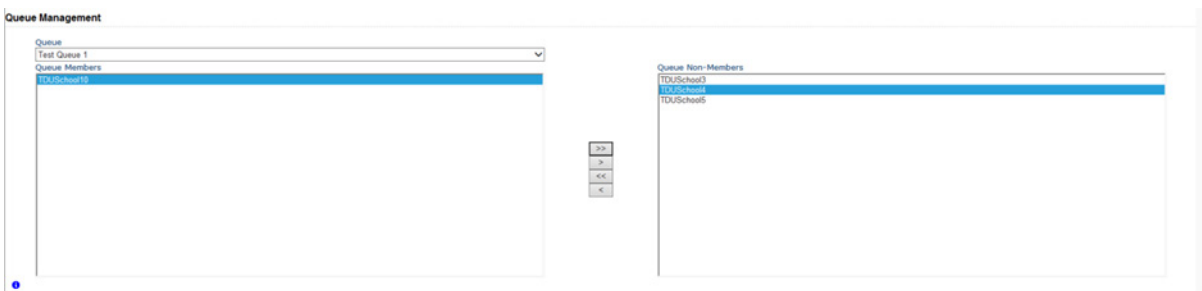 Queue Management
Queue
Test Queue 1
Queue Members
TDUSchool10
Queue Non-Members
TDUSchool3
TDUSchool4
TDUSchool5
>>
>
<<
<